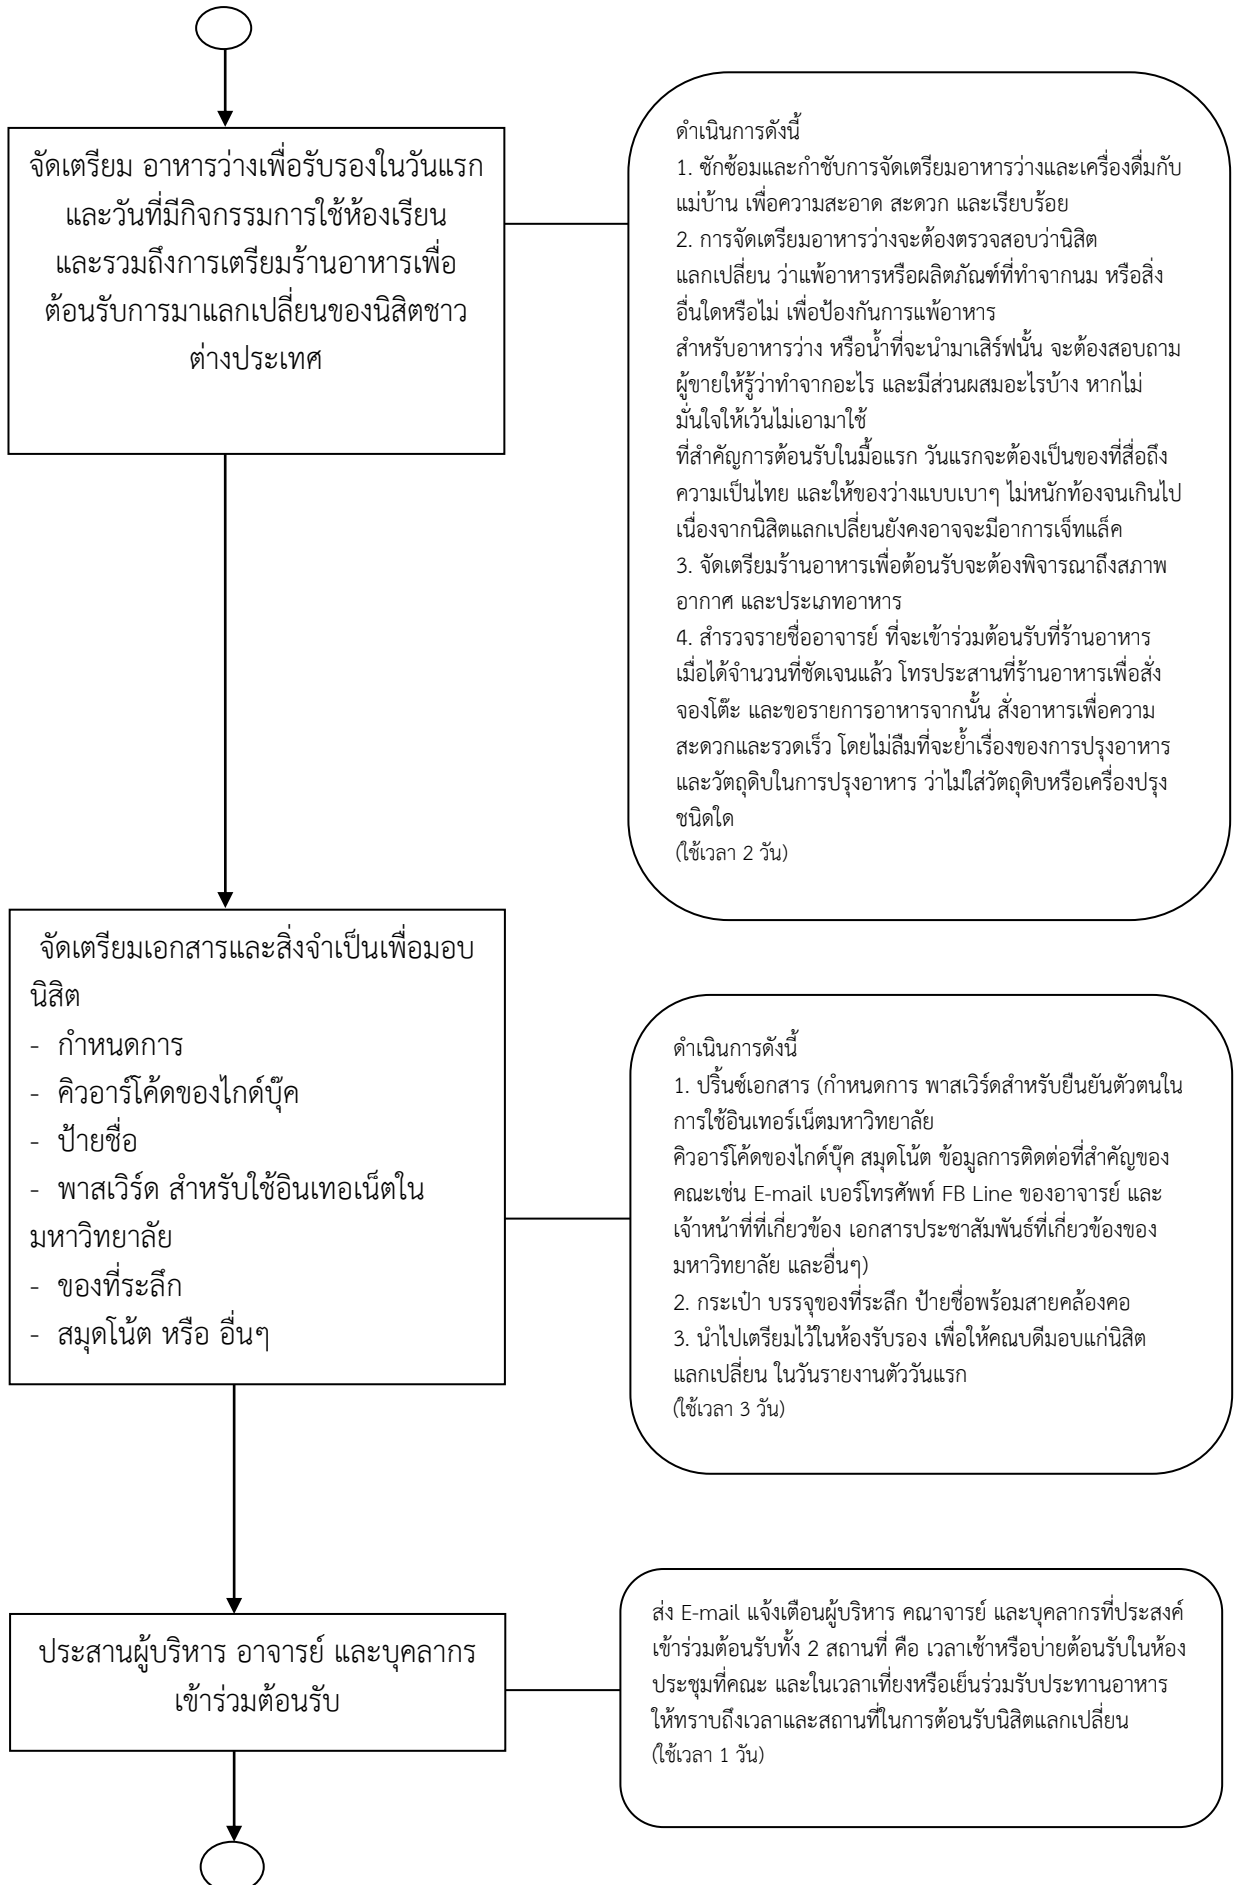 จัดเตรียม อาหารว่างเพื่อรับรองในวันแรก
และวันที่มีกิจกรรมการใช้ห้องเรียน
และรวมถึงการเตรียมร้านอาหารเพื่อ
ต้อนรับการมาแลกเปลี่ยนของนิสิตชาว
ต่างประเทศ
ดำเนินการดังนี้
1. ซักซ้อมและกำชับการจัดเตรียมอาหารว่างและเครื่องดื่มกับ
แม่บ้าน เพื่อความสะอาด สะดวก และเรียบร้อย
2. การจัดเตรียมอาหารว่างจะต้องตรวจสอบว่านิสิต
แลกเปลี่ยน ว่าแพ้อาหารหรือผลิตภัณฑ์ที่ทำจากนม หรือสิ่ง
อื่นใดหรือไม่ เพื่อป้องกันการแพ้อาหาร
สำหรับอาหารว่าง หรือน้ำที่จะนำมาเสิร์ฟนั้น จะต้องสอบถาม
ผู้ขายให้รู้ว่าทำจากอะไร และมีส่วนผสมอะไรบ้าง หากไม่
มั่นใจให้เว้นไม่เอามาใช้
ที่สำคัญการต้อนรับในมื้อแรก วันแรกจะต้องเป็นของที่สื่อถึง
ความเป็นไทย และให้ของว่างแบบเบาๆ ไม่หนักท้องจนเกินไป
เนื่องจากนิสิตแลกเปลี่ยนยังคงอาจจะมีอาการเจ็ทแล็ค
3. จัดเตรียมร้านอาหารเพื่อต้อนรับจะต้องพิจารณาถึงสภาพ
อากาศ และประเภทอาหาร
4. สำรวจรายชื่ออาจารย์ ที่จะเข้าร่วมต้อนรับที่ร้านอาหาร
เมื่อได้จำนวนที่ชัดเจนแล้ว โทรประสานที่ร้านอาหารเพื่อสั่ง
จองโต๊ะ และขอรายการอาหารจากนั้น สั่งอาหารเพื่อความ
สะดวกและรวดเร็ว โดยไม่ลืมที่จะย้ำเรื่องของการปรุงอาหาร
และวัตถุดิบในการปรุงอาหาร ว่าไม่ใส่วัตถุดิบหรือเครื่องปรุง
ชนิดใด
(ใช้เวลา 2 วัน)
จัดเตรียมเอกสารและสิ่งจำเป็นเพื่อมอบ
นิสิต
- กำหนดการ
- คิวอาร์โค้ดของไกด์บุ๊ค
- ป้ายชื่อ
- พาสเวิร์ด สำหรับใช้อินเทอเน็ตใน
มหาวิทยาลัย
- ของที่ระลึก
- สมุดโน้ต หรือ อื่นๆ
ดำเนินการดังนี้
1. ปริ้นซ์เอกสาร (กำหนดการ พาสเวิร์ดสำหรับยืนยันตัวตนใน
การใช้อินเทอร์เน็ตมหาวิทยาลัย
คิวอาร์โค้ดของไกด์บุ๊ค สมุดโน้ต ข้อมูลการติดต่อที่สำคัญของ
คณะเช่น E-mail เบอร์โทรศัพท์ FB Line ของอาจารย์ และ
เจ้าหน้าที่ที่เกี่ยวข้อง เอกสารประชาสัมพันธ์ที่เกี่ยวข้องของ
มหาวิทยาลัย และอื่นๆ)
2. กระเป๋า บรรจุของที่ระลึก ป้ายชื่อพร้อมสายคล้องคอ
3. นำไปเตรียมไว้ในห้องรับรอง เพื่อให้คณบดีมอบแก่นิสิต
แลกเปลี่ยน ในวันรายงานตัววันแรก
(ใช้เวลา 3 วัน)
ประสานผู้บริหาร อาจารย์ และบุคลากร
เข้าร่วมต้อนรับ
ส่ง E-mail แจ้งเตือนผู้บริหาร คณาจารย์ และบุคลากรที่ประสงค์
เข้าร่วมต้อนรับทั้ง 2 สถานที่ คือ เวลาเช้าหรือบ่ายต้อนรับในห้อง
ประชุมที่คณะ และในเวลาเที่ยงหรือเย็นร่วมรับประทานอาหาร
ให้ทราบถึงเวลาและสถานที่ในการต้อนรับนิสิตแลกเปลี่ยน
(ใช้เวลา 1 วัน)